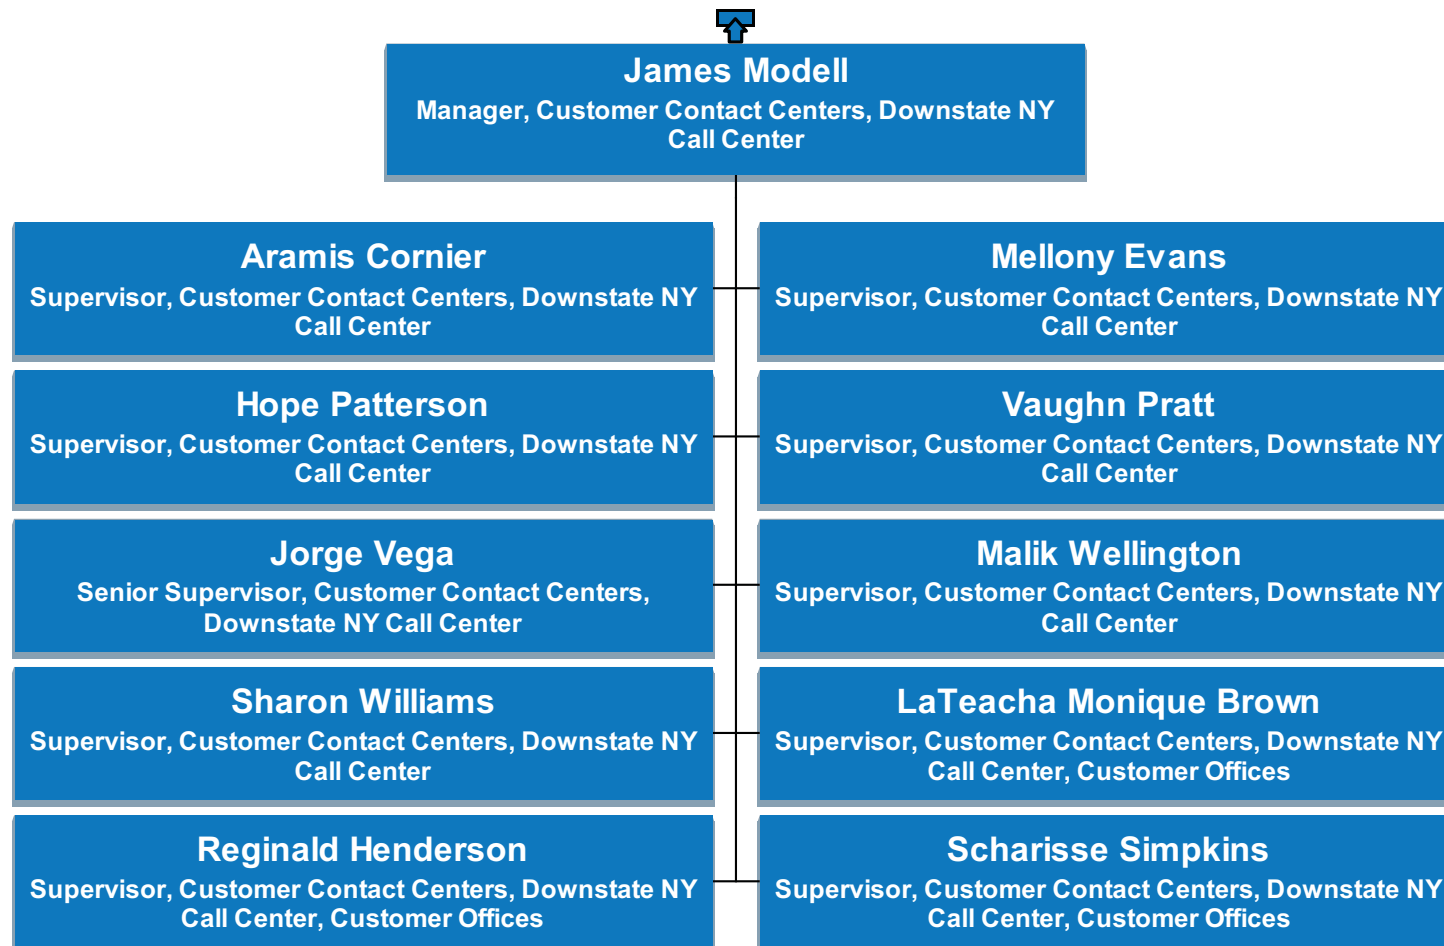 James Modell
Manager, Customer Contact Centers, Downstate NY
Call Center
Aramis Cornier
Supervisor, Customer Contact Centers, Downstate NY
Call Center
Mellony Evans
Supervisor, Customer Contact Centers, Downstate NY
Call Center
Hope Patterson
Supervisor, Customer Contact Centers, Downstate NY
Call Center
Vaughn Pratt
Supervisor, Customer Contact Centers, Downstate NY
Call Center
Jorge Vega
Senior Supervisor, Customer Contact Centers,
Downstate NY Call Center
Malik Wellington
Supervisor, Customer Contact Centers, Downstate NY
Call Center
Sharon Williams
Supervisor, Customer Contact Centers, Downstate NY
Call Center
LaTeacha Monique Brown
Supervisor, Customer Contact Centers, Downstate NY
Call Center, Customer Offices
Reginald Henderson
Supervisor, Customer Contact Centers, Downstate NY
Call Center, Customer Offices
Scharisse Simpkins
Supervisor, Customer Contact Centers, Downstate NY
Call Center, Customer Offices